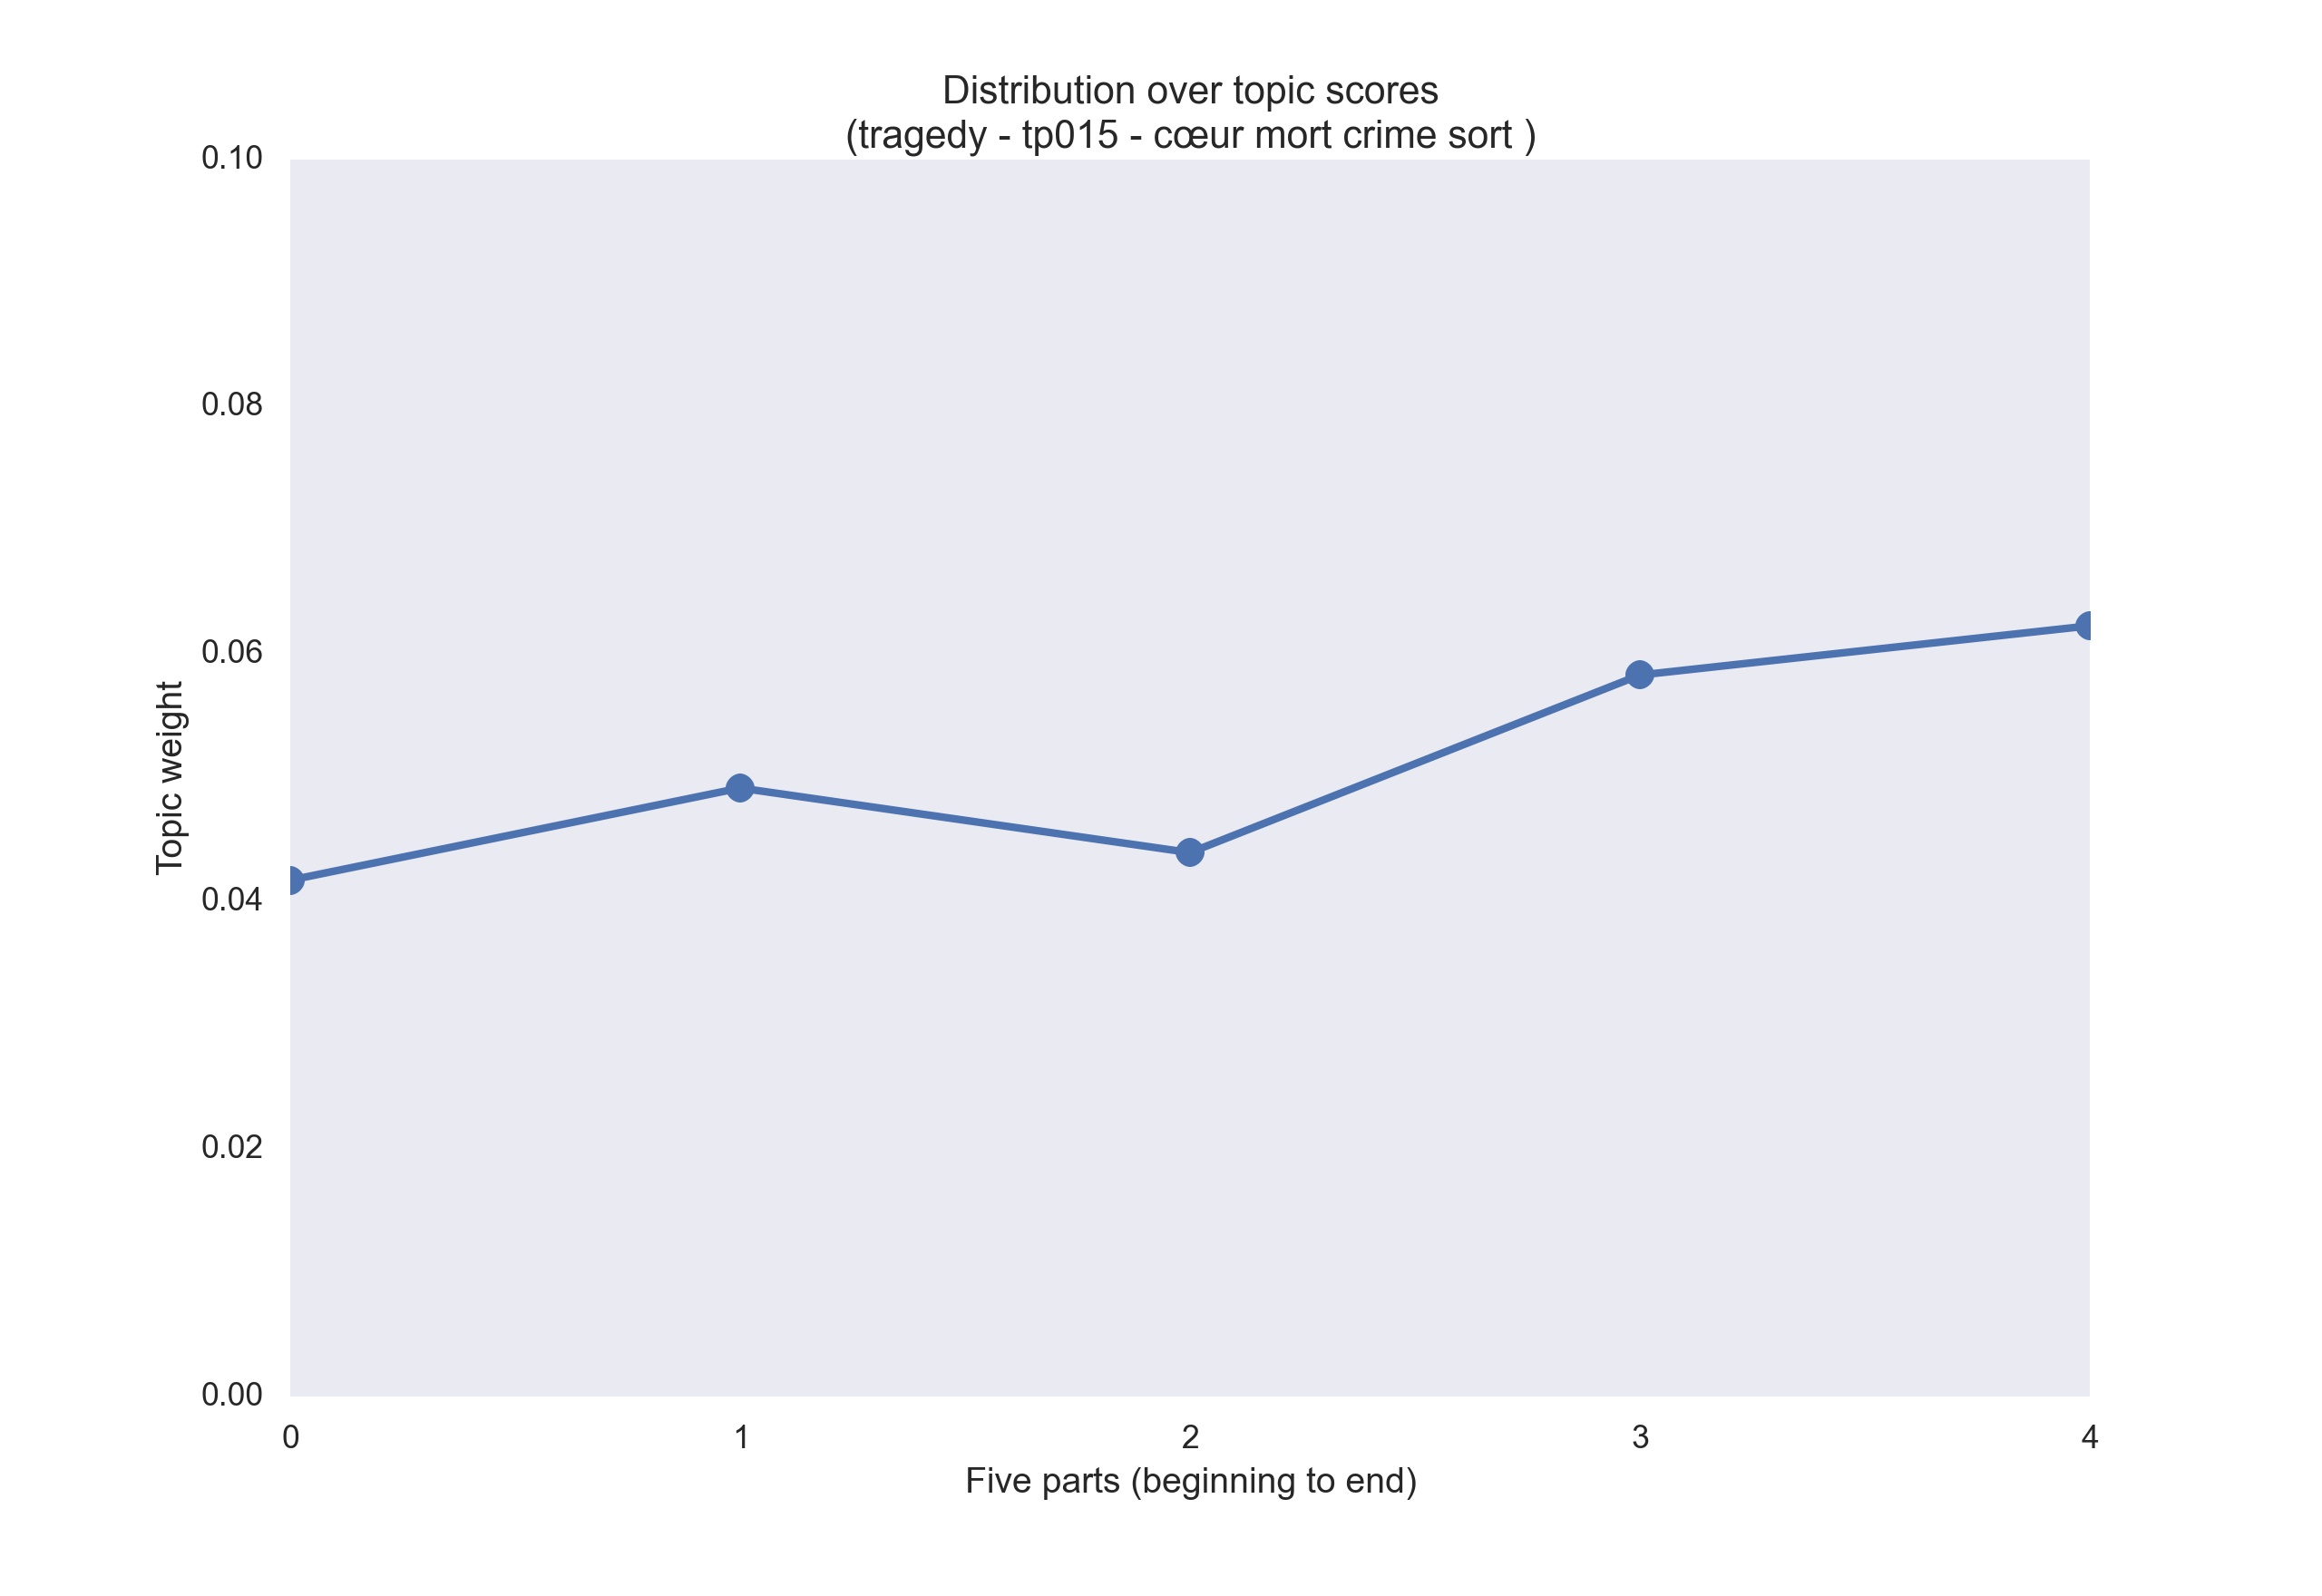 Distribution over topic scores
(tragedy - tp015 - cœur mort crime sort )
0.10
0.08
0.06
0.04
0.02
0.00
Topic weight
0 1 2 3 4
Five parts (beginning to end)